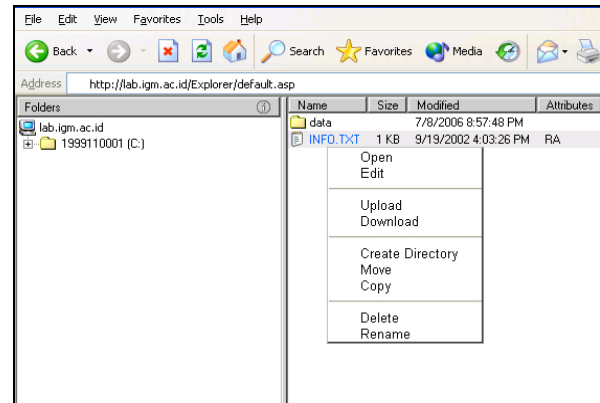 File Edit View Favorites Tools Help
Back Search Favorites Media
Address http://lab.igm.ac.id/Explorer/default.asp
Folders Name Size Modified Attributes
lab.igm.ac.id data 7/8/2006 8:57:48 PM
1999110001 (C:) INFO.TXT 1 KB 9/19/2002 4:03:26 PM RA
Open
Edit
Upload
Download
Create Directory
Move
Copy
Delete
Rename